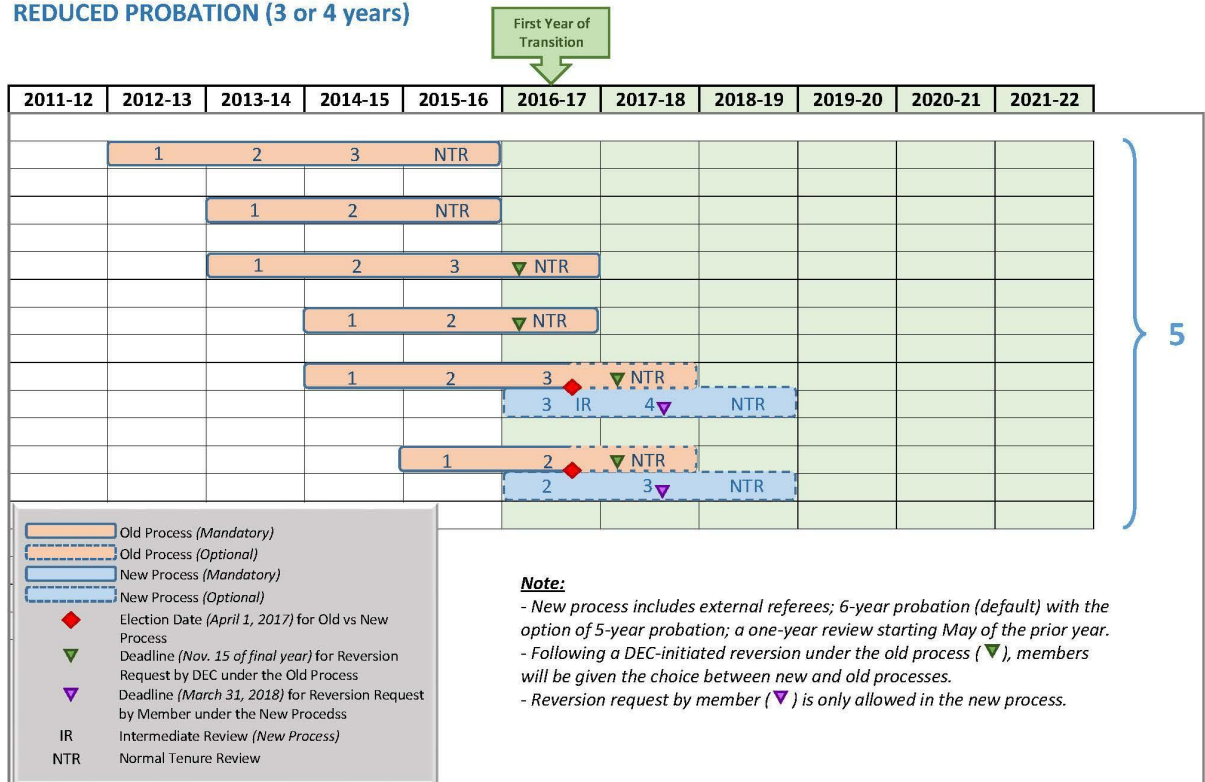 REDUCED PROBATION (3 or 4 years)
First Year of
Transition
2011-12 2012-13 2013-14 2014-15 2015-16 2016-17 2017-18 2018-19 2019-20 2020-21 2021-22
1 2 3 NTR
1 2 NTR
1 2 3 NTR
1 2 NTR
5
1 2 3 NTR
3 IR 4 NTR
1 2 NTR
2 3 NTR
Old Process (Mandatory)
Old Process (Optional)
New Process (Mandatory)
New Process (Optional)
Election Date (April 1, 2017) for Old vs New
Process
Deadline (Nov. 15 of final year) for Reversion
Request by DEC under the Old Process
Deadline (March 31, 2018) for Reversion Request
by Member under the New Procedss
IR Intermediate Review (New Process)
NTR Normal Tenure Review
Note:
- New process includes external referees; 6-year probation (default) with the
option of 5-year probation; a one-year review starting May of the prior year.
- Following a DEC-initiated reversion under the old process ( ), members
will be given the choice between new and old processes.
- Reversion request by member ( ) is only allowed in the new process.